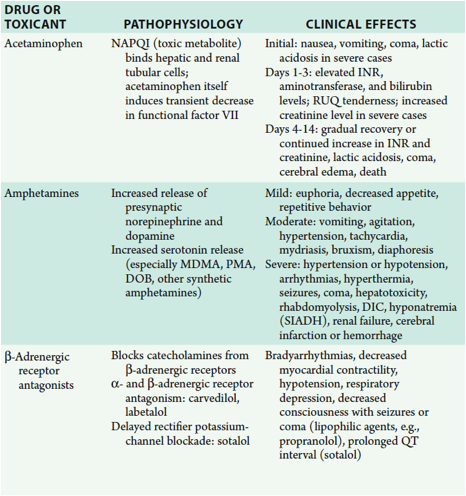 DRUG OR TOXICANT
PATHOPHYSIOLOGY
CLINICAL EFFECTS
Acetaminophen
NAPQI (toxic metabolite)
binds hepatic and renal
tubular cells;
acetaminophen itself
induces transient decrease
in functional factor VII
Initial: nausea, vomiting, coma, lactic
acidosis in severe cases
Days 1-3: elevated INR,
aminotransferase, and bilirubin
levels; RUQ tenderness; increased
creatinine level in severe cases
Days 4-14: gradual recovery or
continued increase in INR and
creatinine, lactic acidosis, coma,
cerebral edema, death
Amphetamines
Increased release of
presynaptic
norepinephrine and
dopamine
Increased serotonin release
(especially MDMA, PMA,
DOB, other synthetic
amphetamines)
Mild: euphoria, decreased appetite,
repetitive behavior
Moderate: vomiting, agitation,
hypertension, tachycardia,
mydriasis, bruxism, diaphoresis
Severe: hypertension or hypotension,
arrhythmias, hyperthermia,
seizures, coma, hepatotoxicity,
rhabdomyolysis, DIC, hyponatremia
(SIADH), renal failure, cerebral
infarction or hemorrhage
β-Adrenergic
receptor
antagonists
Blocks catecholamines from
β-adrenergic receptors
α- and β-adrenergic receptor
antagonism: carvedilol,
labetalol
Delayed rectifier potassium-
channel blockade: sotalol
Bradyarrhythmias, decreased
myocardial contractility,
hypotension, respiratory
depression, decreased
consciousness with seizures or
coma (lipophilic agents, e.g.,
propranolol), prolonged QT
interval (sotalol)